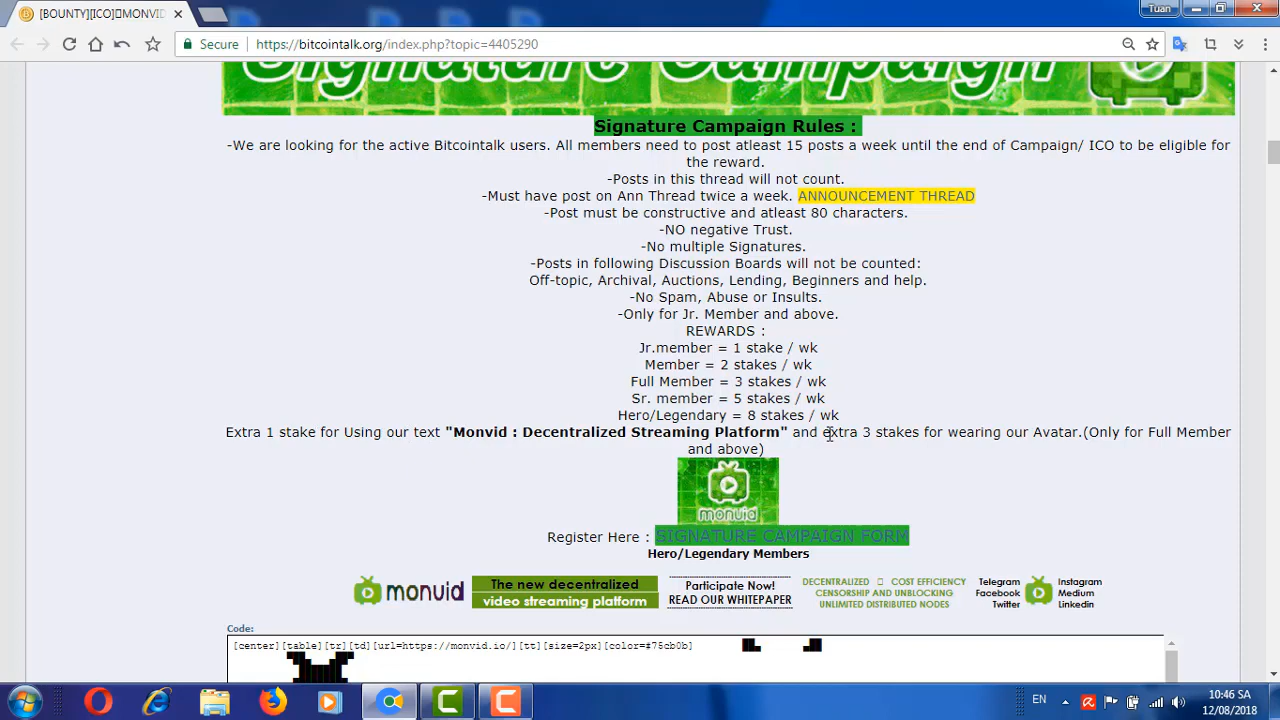 [BOUNTY][ICO]▯MONVID
Tuan
Secure
https://bitcointalk.org/index.php?topic=4405290
Signature Campaign
Signature Campaign Rules :
-We are looking for the active Bitcointalk users. All members need to post atleast 15 posts a week until the end of Campaign/ ICO to be eligible for
the reward.
-Posts in this thread will not count.
-Must have post on Ann Thread twice a week. ANNOUNCEMENT THREAD
-Post must be constructive and atleast 80 characters.
-NO negative Trust.
-No multiple Signatures.
-Posts in following Discussion Boards will not be counted:
Off-topic, Archival, Auctions, Lending, Beginners and help.
-No Spam, Abuse or Insults.
-Only for Jr. Member and above.
REWARDS :
Jr.member = 1 stake / wk
Member = 2 stakes / wk
Full Member = 3 stakes / wk
Sr. member = 5 stakes / wk
Hero/Legendary = 8 stakes / wk
Extra 1 stake for Using our text "Monvid : Decentralized Streaming Platform" and extra 3 stakes for wearing our Avatar.(Only for Full Member
and above)
monvid
Register Here : SIGNATURE CAMPAIGN FORM
Hero/Legendary Members
monvid
The new decentralized
video streaming platform
Participate Now!
READ OUR WHITEPAPER
DECENTRALIZED ▯ COST EFFICIENCY
CENSORSHIP AND UNBLOCKING
UNLIMITED DISTRIBUTED NODES
Telegram
Facebook
Twitter
Instagram
Medium
Linkedin
Code:
[center][table][tr][td][url=https://monvid.io/][tt][size=2px][color=#75cb0b]
EN
10:46 SA
12/08/2018